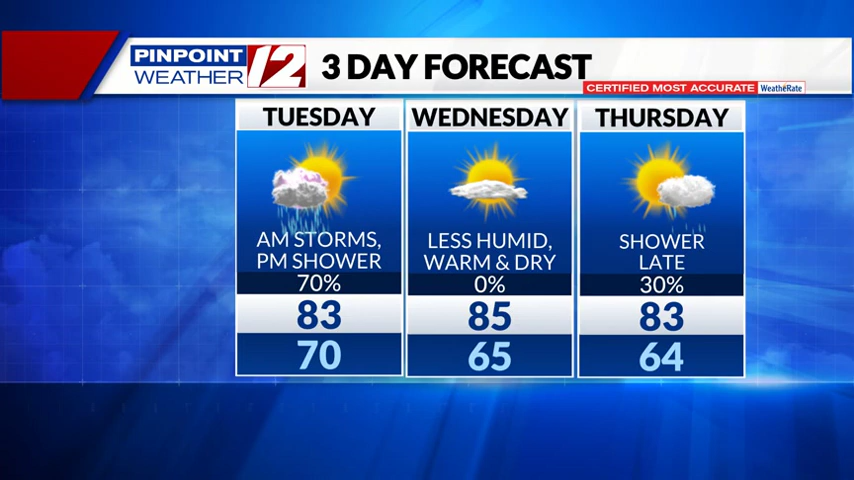 PINPOINT
WEATHER 12
3 DAY FORECAST
CERTIFIED MOST ACCURATE WeatheRate
TUESDAY
AM STORMS,
PM SHOWER
70%
83
70
WEDNESDAY
LESS HUMID,
WARM & DRY
0%
85
65
THURSDAY
SHOWER
LATE
30%
83
64